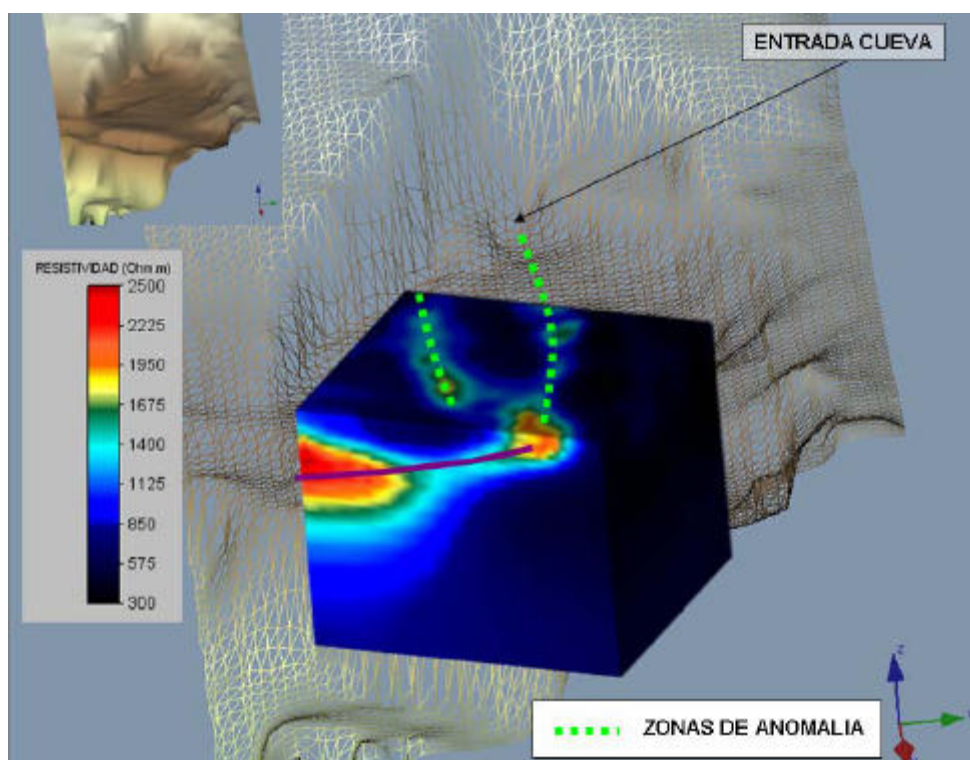 ENTRADA CUEVA
RESISTIVIDAD (Ohm.m)
2500
2225
1950
1675
1400
1125
850
575
300
z
ZONAS DE ANOMALIA